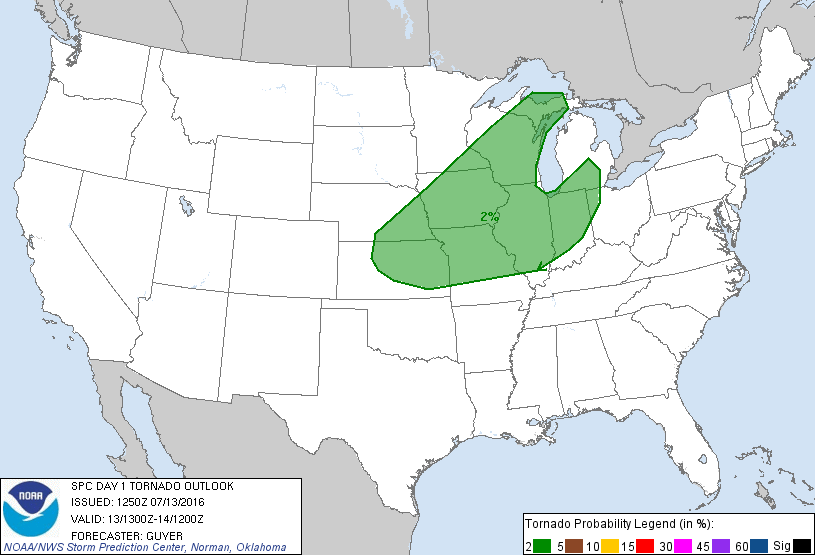 2%
NOAA
SPC DAY 1 TORNADO OUTLOOK
ISSUED: 1250Z 07/13/2016
VALID: 13/1300Z-14/1200Z
FORECASTER: GUYER
NOAA/NWS Storm Prediction Center, Norman, Oklahoma
Tornado Probability Legend (in %):
2 5 10 15 30 45 60 Sig